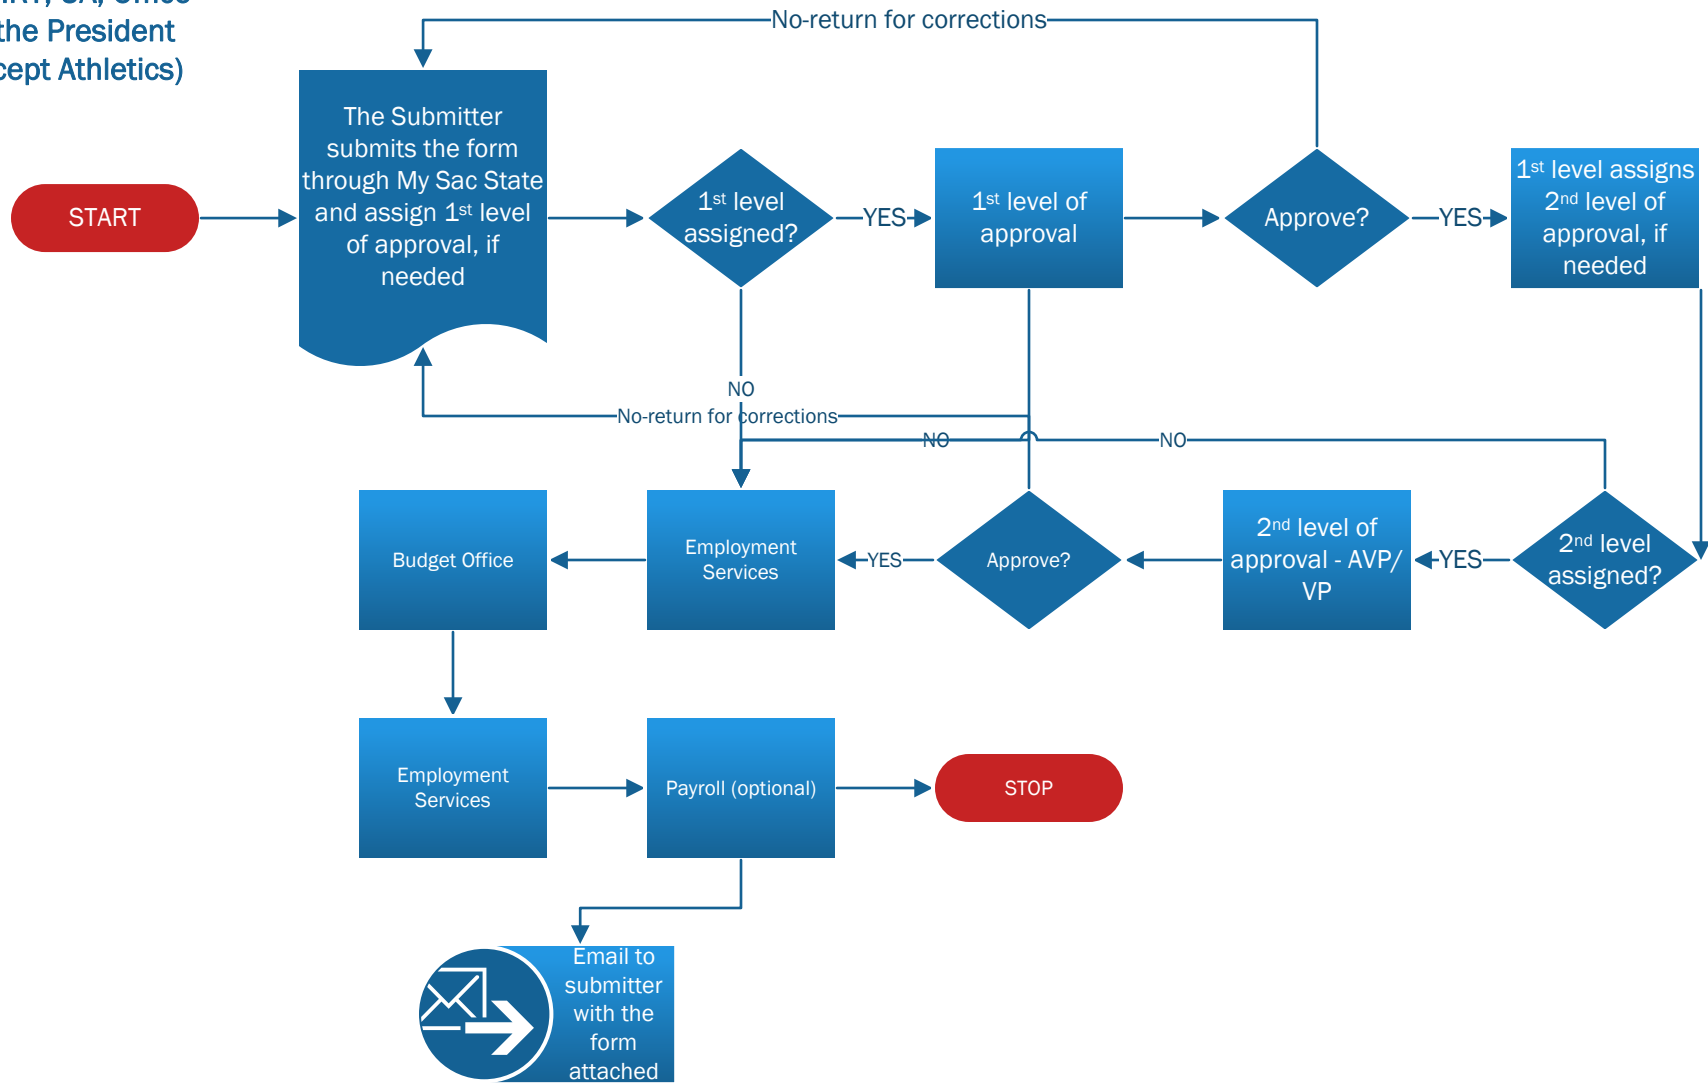 the President
cept Athletics)
No-return for corrections
The Submitter
submits the form
through My Sac State
and assign 1st level
of approval, if
needed
START
1st level
assigned?
YES
1st level of
approval
Approve?
YES
1st level assigns
2nd level of
approval, if
needed
NO
No-return for corrections
NO
NO
Budget Office
Employment
Services
YES
Approve?
2nd level of
approval - AVP/
VP
YES
2nd level
assigned?
Employment
Services
Payroll (optional)
STOP
Email to
submitter
with the
form
attached